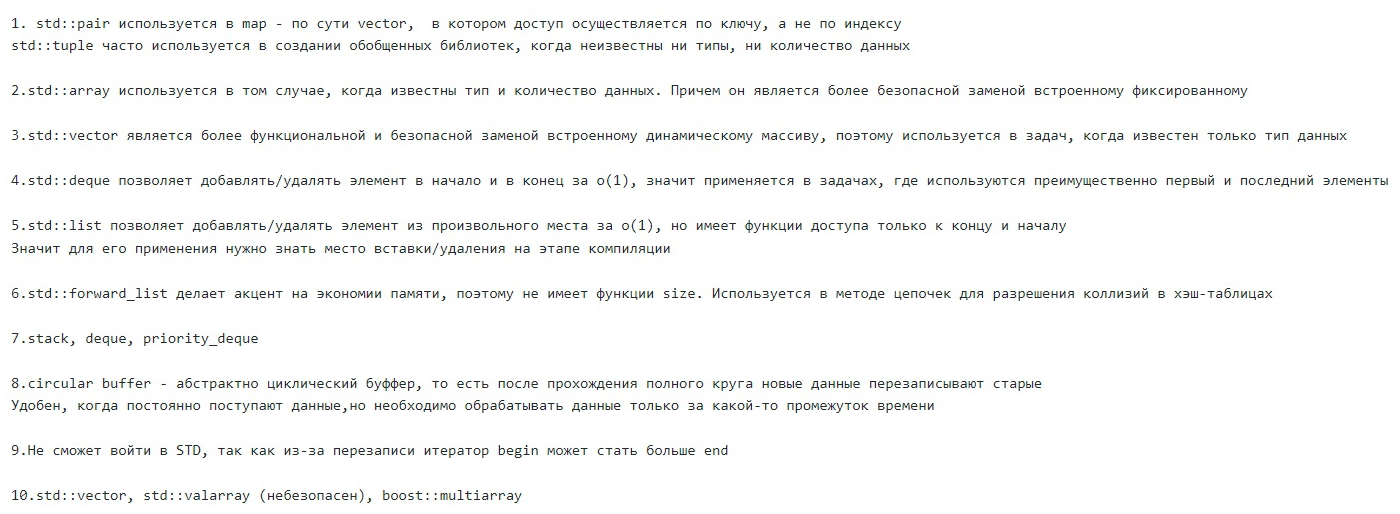 1. std::pair используется в map - по сути vector,  в котором доступ осуществляется по ключу, а не по индексу
std::tuple часто используется в создании обобщенных библиотек, когда неизвестны ни типы, ни количество данных
2.std::array используется в том случае, когда известны тип и количество данных. Причем он является более безопасной заменой встроенному фиксированному
3.std::vector является более функциональной и безопасной заменой встроенному динамическому массиву, поэтому используется в задач, когда известен только тип данных
4.std::deque позволяет добавлять/удалять элемент в начало и в конец за о(1), значит применяется в задачах, где используются преимущественно первый и последний элементы
5.std::list позволяет добавлять/удалять элемент из произвольного места за о(1), но имеет функции доступа только к концу и началу
Значит для его применения нужно знать место вставки/удаления на этапе компиляции
6.std::forward_list делает акцент на экономии памяти, поэтому не имеет функции size. Используется в методе цепочек для разрешения коллизий в хэш-таблицах
7.stack, deque, priority_deque
8.circular buffer - абстрактно циклический буффер, то есть после прохождения полного круга новые данные перезаписывают старые
Удобен, когда постоянно поступают данные,но необходимо обрабатывать данные только за какой-то промежуток времени
9.Не сможет войти в STD, так как из-за перезаписи итератор begin может стать больше end
10.std::vector, std::valarray (небезопасен), boost::multiarray